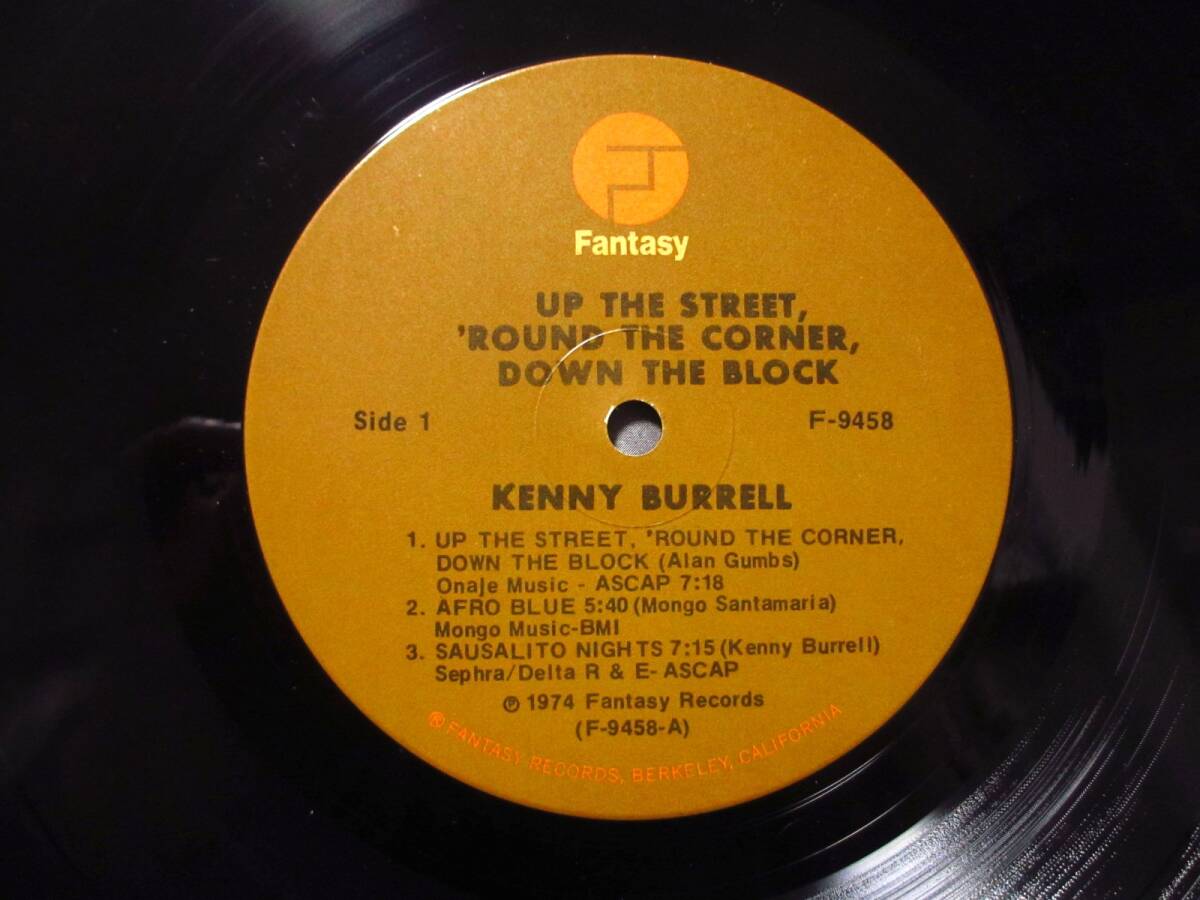 Fantasy
UP THE STREET,
'ROUND THE CORNER,
DOWN THE BLOCK
Side 1
F-9458
KENNY BURRELL
1. UP THE STREET, 'ROUND THE CORNER,
DOWN THE BLOCK (Alan Gumbs)
Onaje Music - ASCAP 7:18
2. AFRO BLUE 5:40 (Mongo Santamaria)
Mongo Music-BMI
3. SAUSALITO NIGHTS 7:15 (Kenny Burrell)
Sephra/Delta R & E- ASCAP
℗ 1974 Fantasy Records
(F-9458-A)
® FANTASY RECORDS, BERKELEY, CALIFORNIA